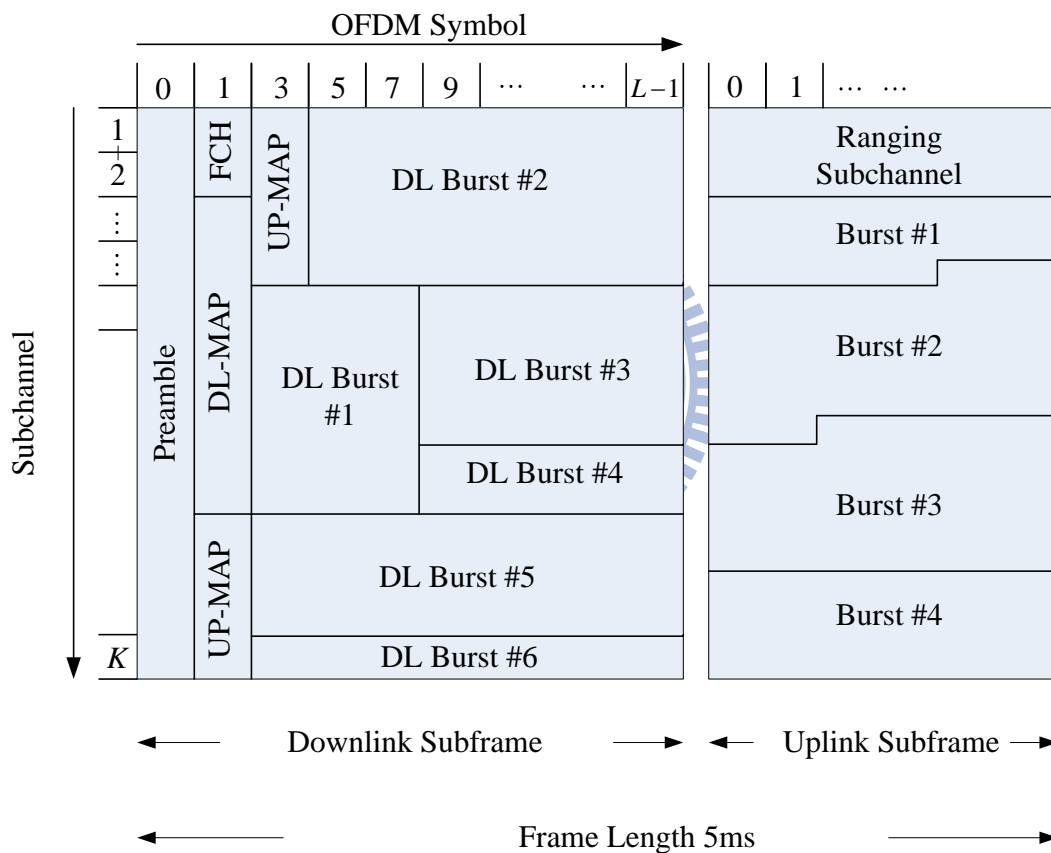 OFDM Symbol
0 1 3 5 7 9 ... ... L-1 0 1 ... ...
1
2
...
...
K
Subchannel
Preamble
FCH
DL-MAP
UP-MAP
UP-MAP
DL Burst #2
DL Burst
#1
DL Burst #3
DL Burst #4
DL Burst #5
DL Burst #6
Ranging
Subchannel
Burst #1
Burst #2
Burst #3
Burst #4
Downlink Subframe
Uplink Subframe
Frame Length 5ms